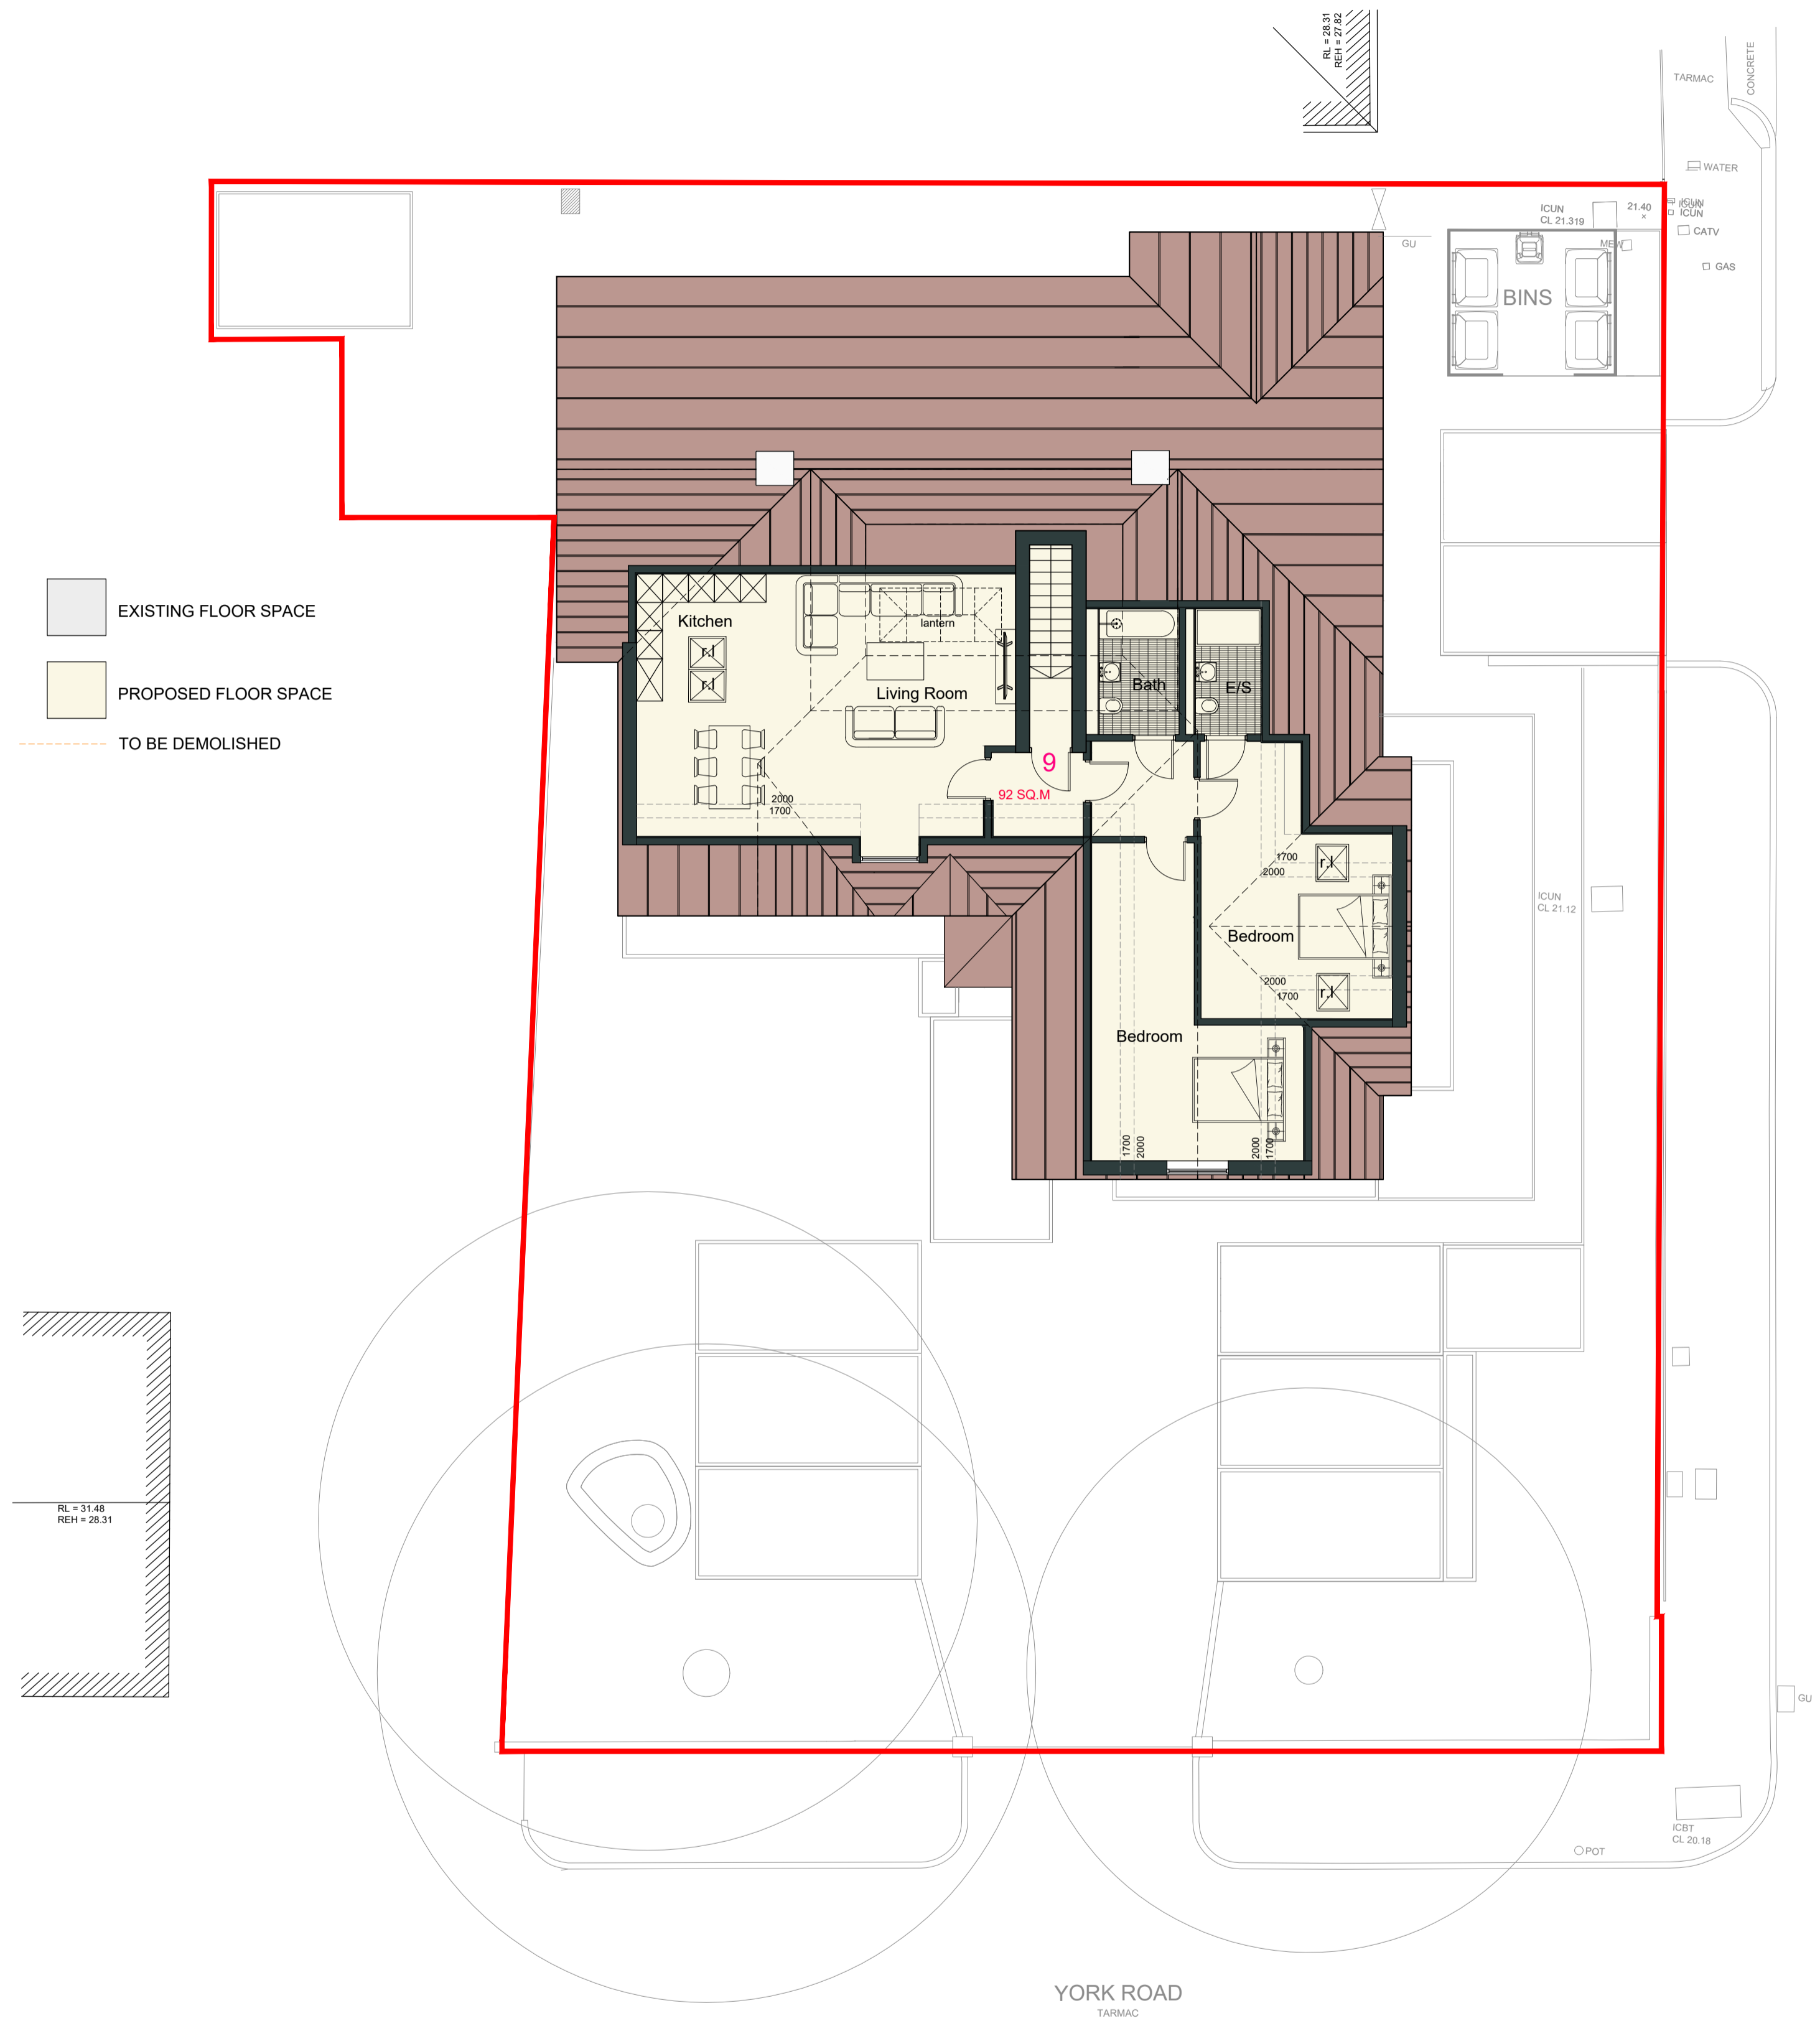 RL = 28.31
REH = 27.82
TARMAC
CONCRETE
WATER
ICUN
CL 21.319
21.40
ICUN
ICUN
ICUN
CATV
GU
GAS
BINS
EXISTING FLOOR SPACE
PROPOSED FLOOR SPACE
TO BE DEMOLISHED
Kitchen
lantern
r.l
r.l
Living Room
Bath
E/S
9
92 SQ.M
2000
1700
1700
2000
r.l
ICUN
CL 21.12
Bedroom
2000
1700
r.l
Bedroom
1700
2000
2000
1700
RL = 31.48
REH = 28.31
GU
ICBT
CL 20.18
POT
YORK ROAD
TARMAC